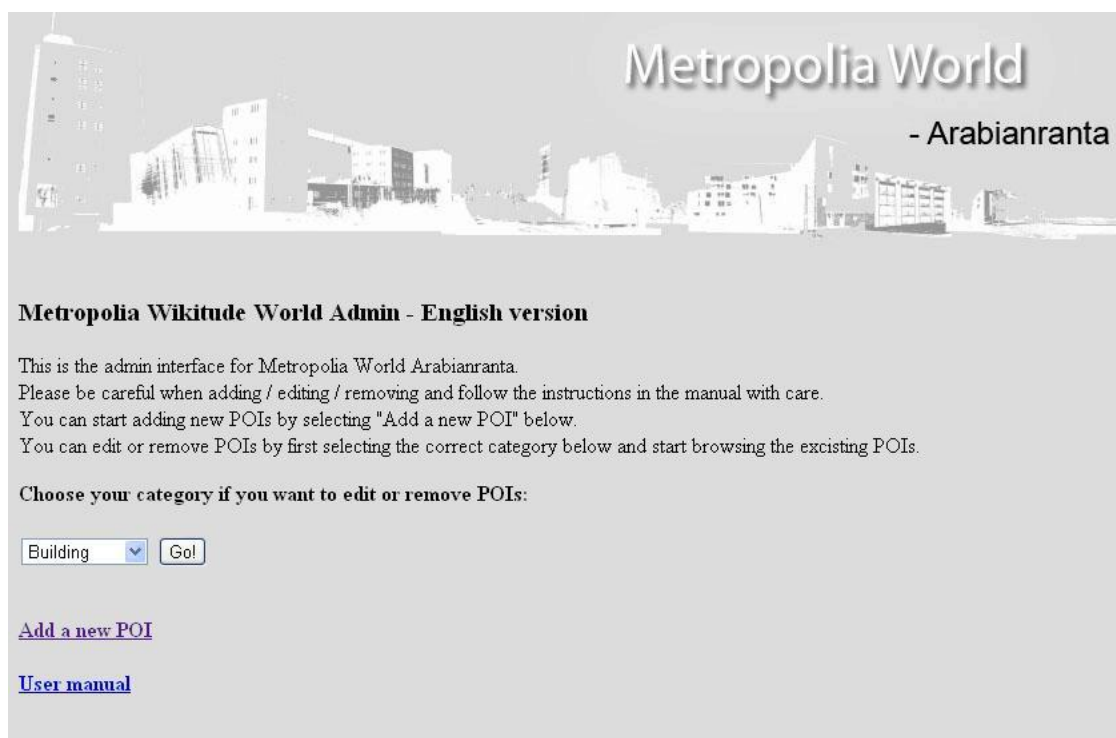 Metropolia World
- Arabianranta
Metropolia Wikitude World Admin - English version
This is the admin interface for Metropolia World Arabianranta.
Please be careful when adding / editing / removing and follow the instructions in the manual with care.
You can start adding new POIs by selecting "Add a new POI" below.
You can edit or remove POIs by first selecting the correct category below and start browsing the excisting POIs.
Choose your category if you want to edit or remove POIs:
Building Go!
Add a new POI
User manual